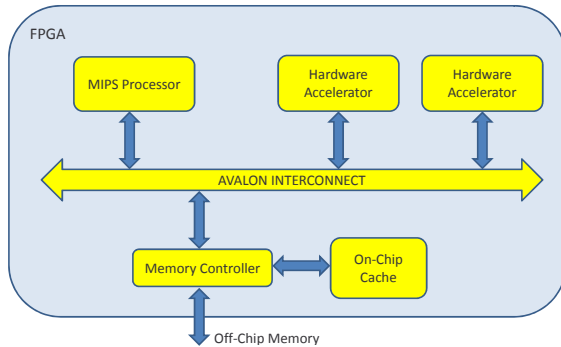 FPGA
MIPS Processor
Hardware
Accelerator
Hardware
Accelerator
AVALON INTERCONNECT
Memory Controller
On-Chip
Cache
Off-Chip Memory